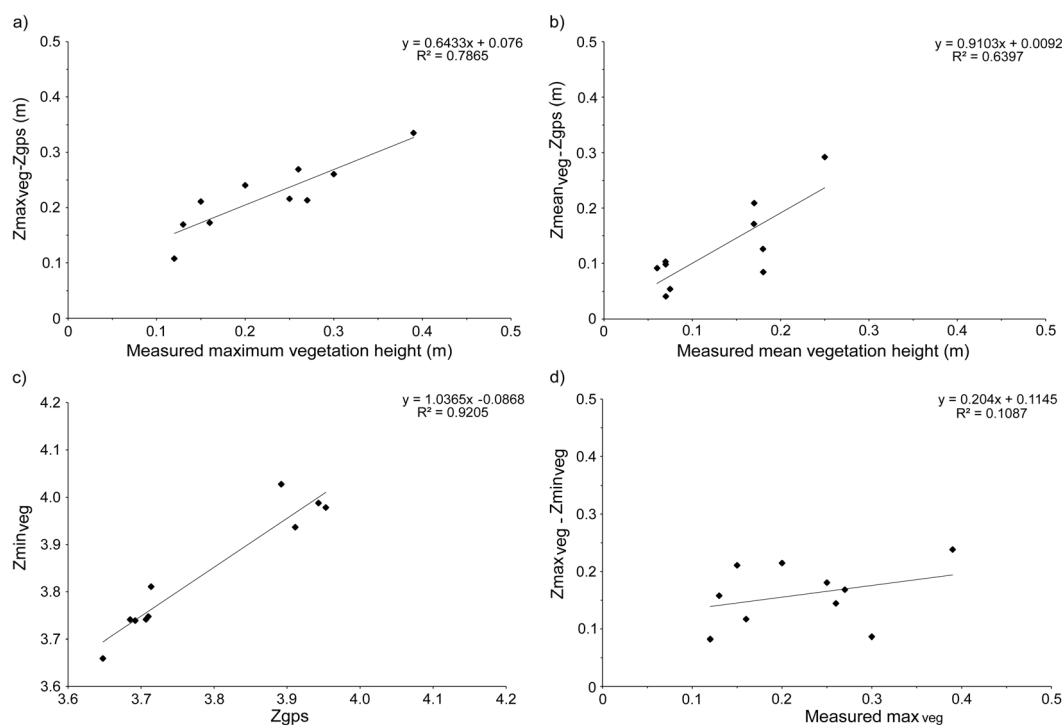 a)
y = 0.6433x + 0.076
R² = 0.7865
0.5
0.4
0.3
0.2
0.1
0
Zmaxveg-Zgps (m)
0 0.1 0.2 0.3 0.4 0.5
Measured maximum vegetation height (m)
b)
y = 0.9103x + 0.0092
R² = 0.6397
0.5
0.4
0.3
0.2
0.1
0
Zmeanveg-Zgps (m)
0 0.1 0.2 0.3 0.4 0.5
Measured mean vegetation height (m)
c)
y = 1.0365x -0.0868
R² = 0.9205
4.2
4.1
4.0
3.9
3.8
3.7
3.6
Zminveg
3.6 3.7 3.8 3.9 4.0 4.1 4.2
Zgps
d)
y = 0.204x + 0.1145
R² = 0.1087
0.5
0.4
0.3
0.2
0.1
0
Zmaxveg - Zminveg
0 0.1 0.2 0.3 0.4 0.5
Measured maxveg